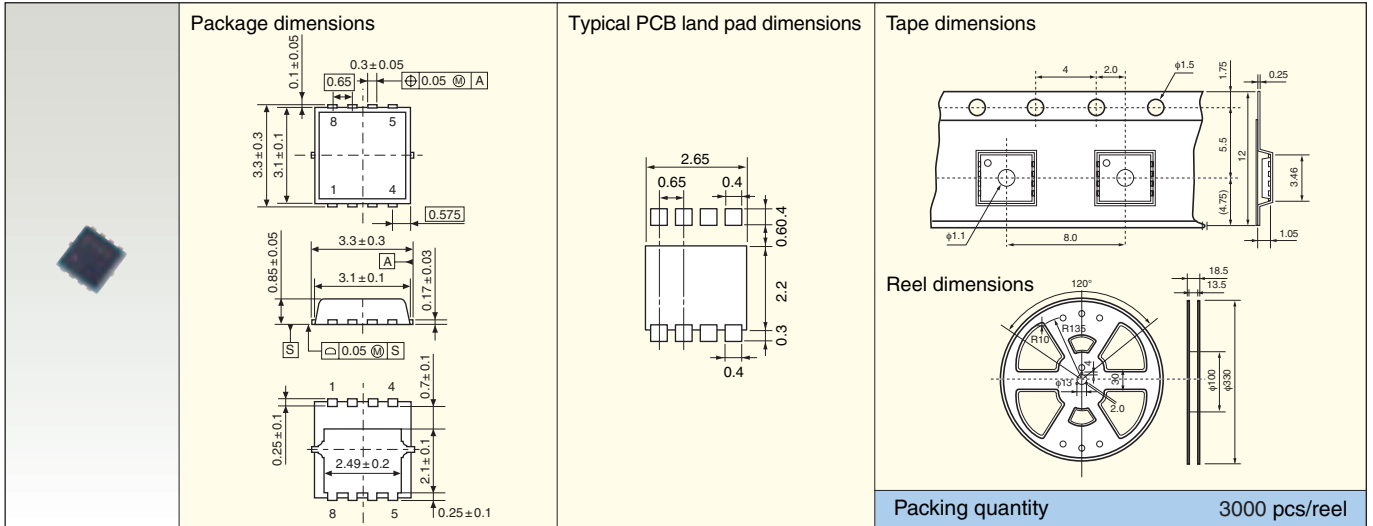 Package dimensions
0.1±0.05
0.3±0.05
0.65
⌖ 0.05 Ⓜ A
8 5
3.3±0.3
3.1±0.1
1 4
0.575
3.3±0.3
A
3.1±0.1
0.85±0.05
0.17±0.03
S
⌓ 0.05 Ⓜ S
1 4
0.7±0.1
0.25±0.1
2.49±0.2
2.1±0.1
8 5
0.25±0.1
Typical PCB land pad dimensions
2.65
0.65 0.4
0.4
0.6
2.2
0.3
0.4
Tape dimensions
4 2.0
φ1.5
1.75
0.25
5.5
12
3.46
(4.75)
φ1.1
8.0
1.05
Reel dimensions
120°
18.5
13.5
R135
R10
4
φ13
30
2.0
φ100
φ330
Packing quantity 3000 pcs/reel